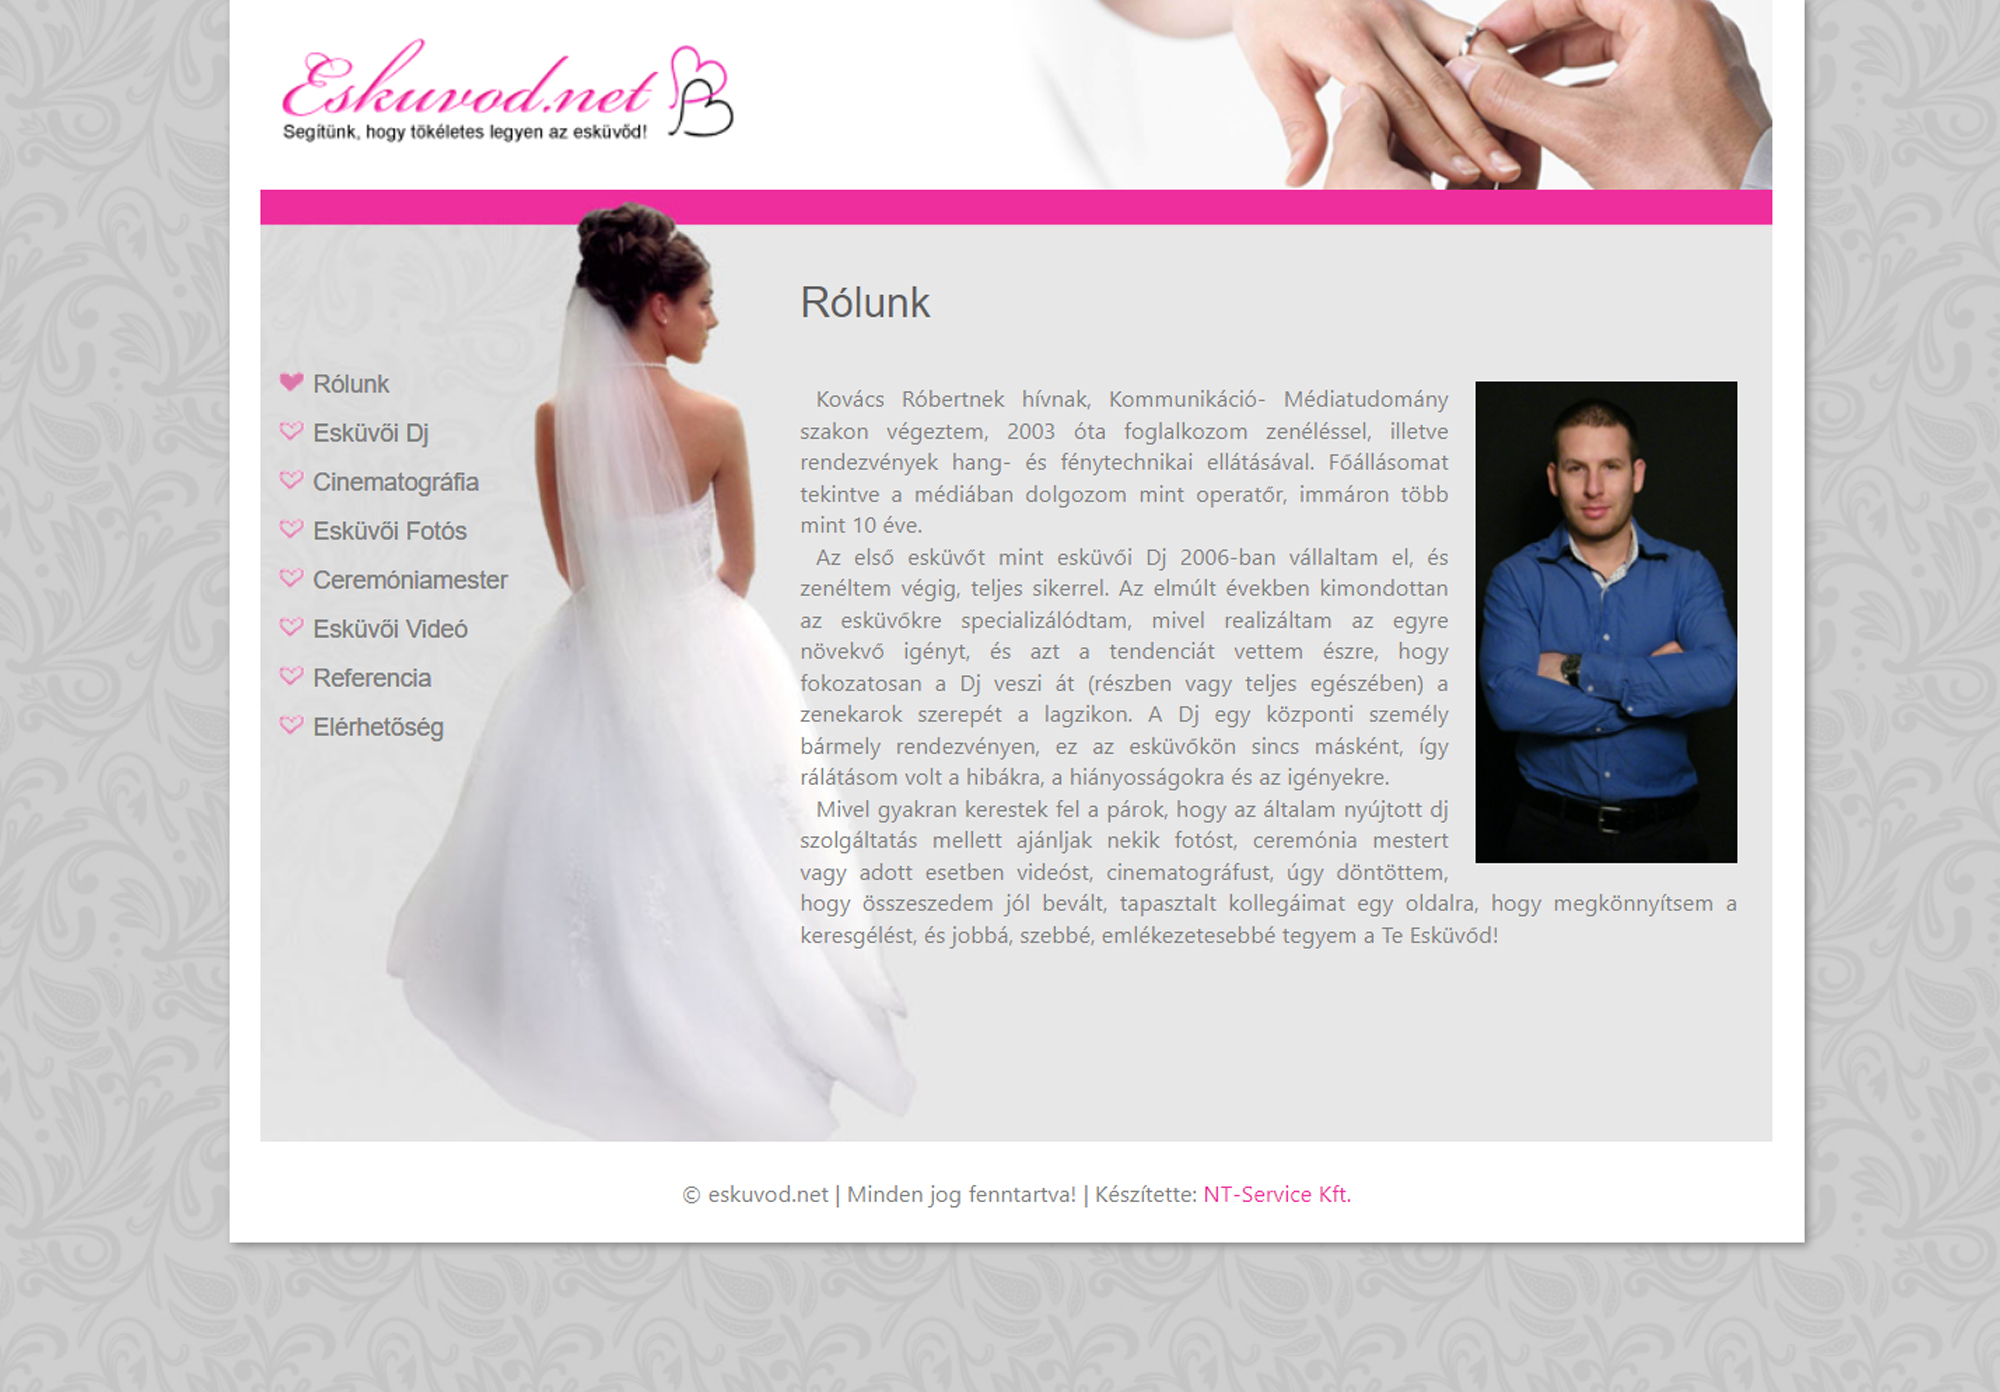 Eskuvod.net
Segítünk, hogy tökéletes legyen az esküvőd!
Rólunk
Esküvői Dj
Cinematográfia
Esküvői Fotós
Ceremóniamester
Esküvői Videó
Referencia
Elérhetőség
Rólunk
Kovács Róbertnek hívnak, Kommunikáció- Médiatudomány
szakon végeztem, 2003 óta foglalkozom zenéléssel, illetve
rendezvények hang- és fénytechnikai ellátásával. Főállásomat
tekintve a médiában dolgozom mint operatőr, immáron több
mint 10 éve.
Az első esküvőt mint esküvői Dj 2006-ban vállaltam el, és
zenéltem végig, teljes sikerrel. Az elmúlt években kimondottan
az esküvőkre specializálódtam, mivel realizáltam az egyre
növekvő igényt, és azt a tendenciát vettem észre, hogy
fokozatosan a Dj veszi át (részben vagy teljes egészében) a
zenekarok szerepét a lagzikon. A Dj egy központi személy
bármely rendezvényen, ez az esküvőkön sincs másként, így
rálátásom volt a hibákra, a hiányosságokra és az igényekre.
Mivel gyakran kerestek fel a párok, hogy az általam nyújtott dj
szolgáltatás mellett ajánljak nekik fotóst, ceremónia mestert
vagy adott esetben videóst, cinematográfust, úgy döntöttem,
hogy összeszedem jól bevált, tapasztalt kollegáimat egy oldalra, hogy megkönnyítsem a
keresgélést, és jobbá, szebbé, emlékezetesebbé tegyem a Te Esküvőd!
© eskuvod.net | Minden jog fenntartva! | Készítette: NT-Service Kft.